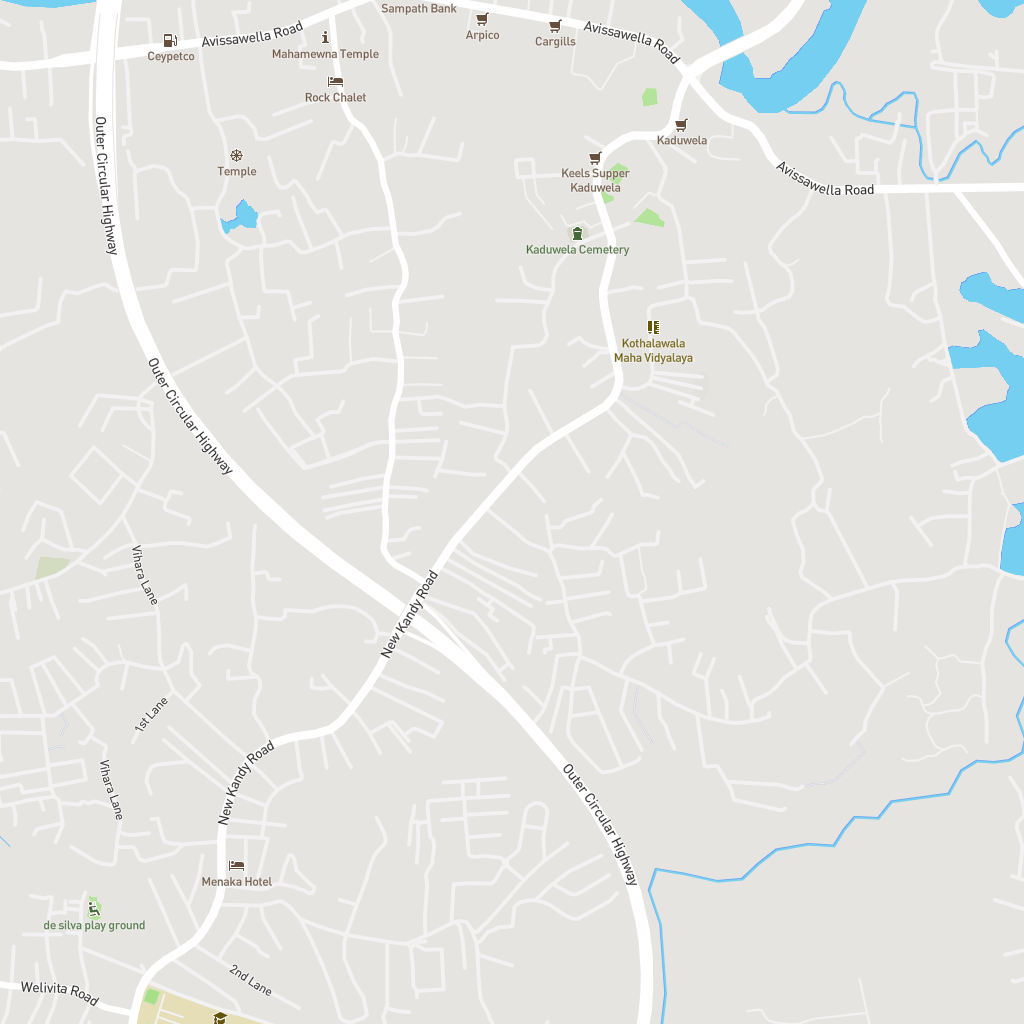 Sampath Bank
Arpico
Cargills
Avissawella Road
Avissawella Road
Ceypetco
Mahamewna Temple
Rock Chalet
Outer Circular Highway
Kaduwela
Temple
Keels Supper
Kaduwela
Avissawella Road
Kaduwela Cemetery
Kothalawala
Maha Vidyalaya
Outer Circular Highway
Vihara Lane
New Kandy Road
1st Lane
New Kandy Road
Vihara Lane
Outer Circular Highway
Menaka Hotel
de silva play ground
2nd Lane
Welivita Road